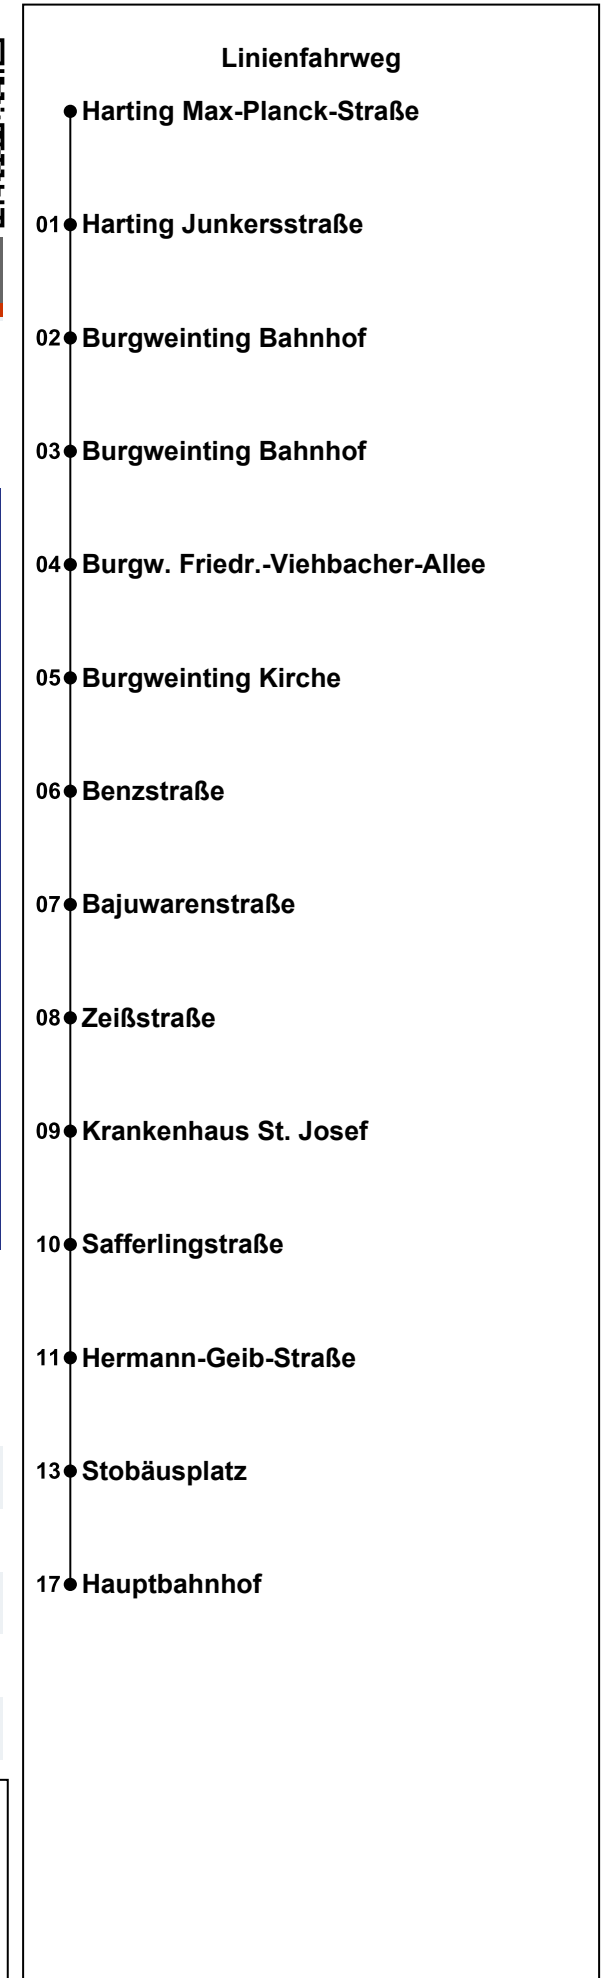 Linienfahrweg
Harting Max-Planck-Straße
01 Harting Junkersstraße
02 Burgweinting Bahnhof
03 Burgweinting Bahnhof
04 Burgw. Friedr.-Viehbacher-Allee
05 Burgweinting Kirche
06 Benzstraße
07 Bajuwarenstraße
08 Zeißstraße
09 Krankenhaus St. Josef
10 Safferlingstraße
11 Hermann-Geib-Straße
13 Stobäusplatz
17 Hauptbahnhof